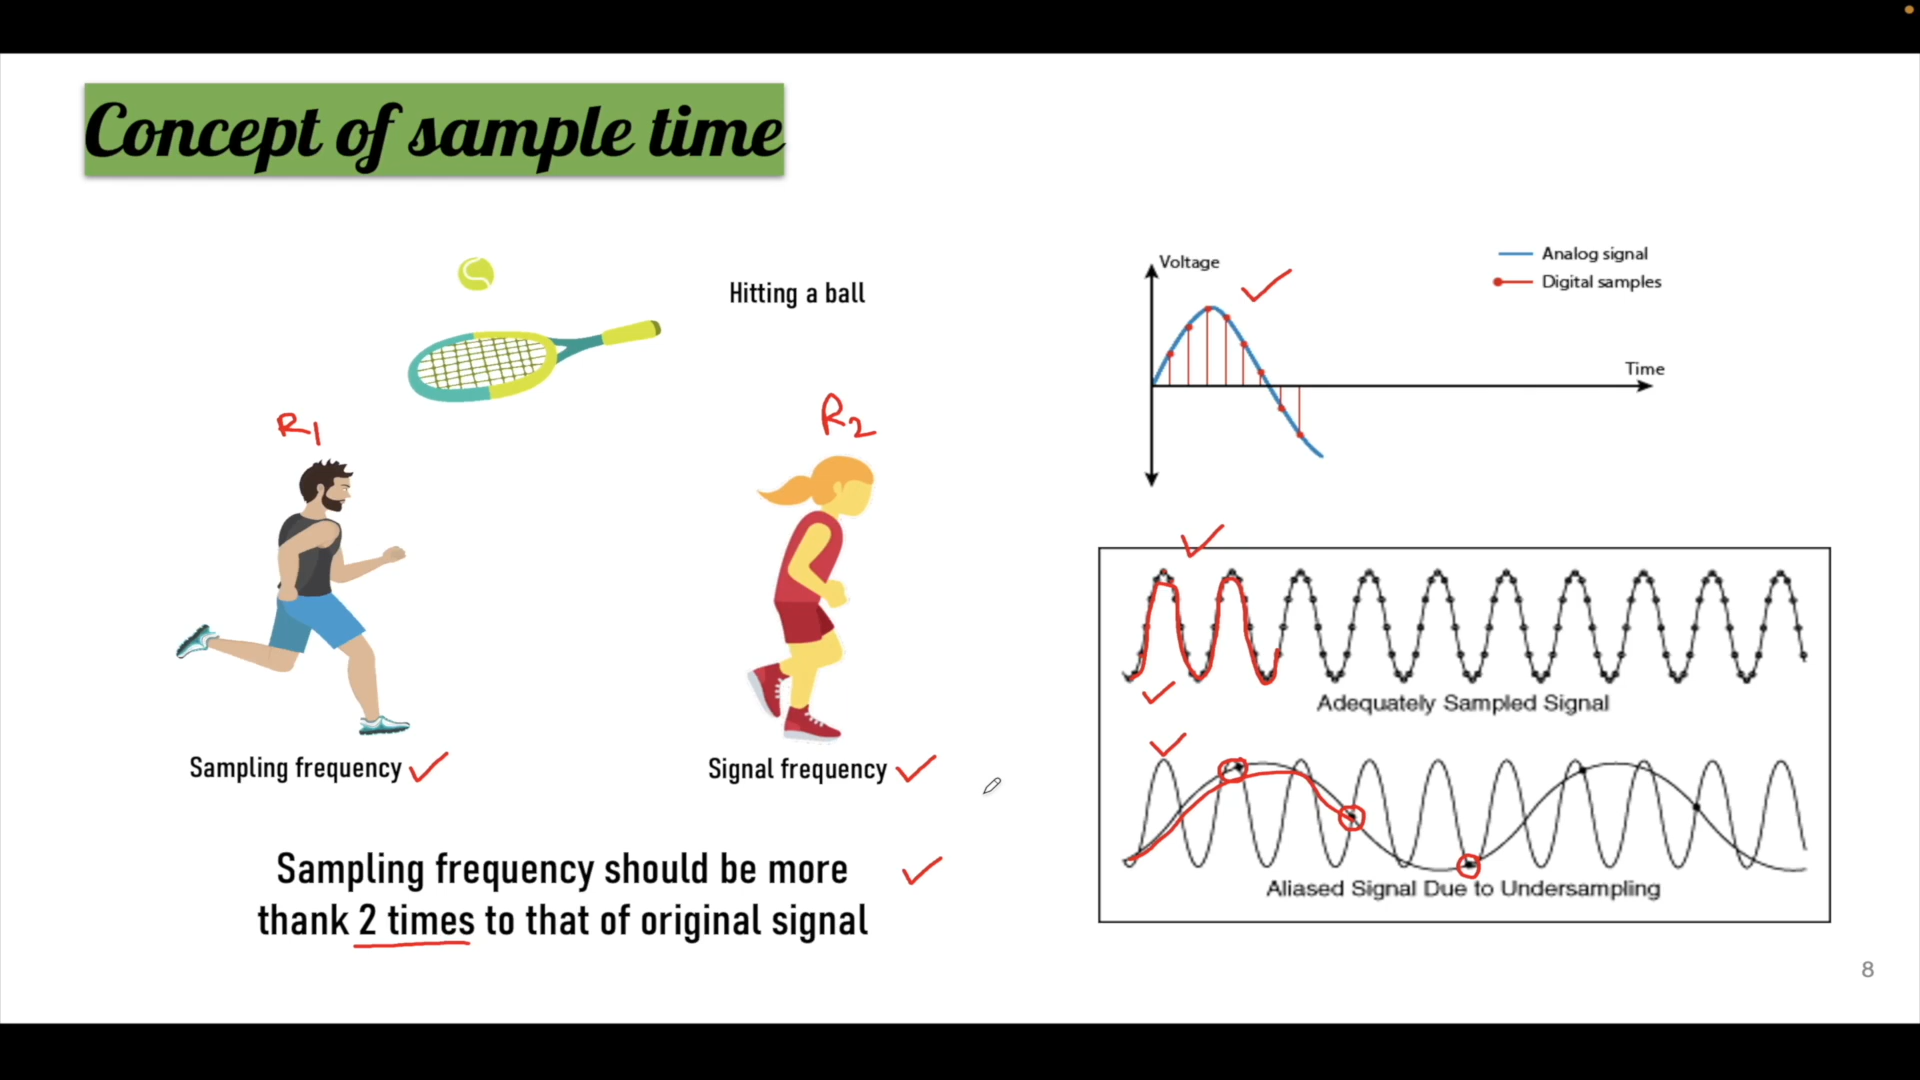 Concept of sample time
Hitting a ball
R1
R2
Sampling frequency
Signal frequency
Sampling frequency should be more
thank 2 times to that of original signal
Voltage
Analog signal
Digital samples
Time
Adequately Sampled Signal
Aliased Signal Due to Undersampling
8